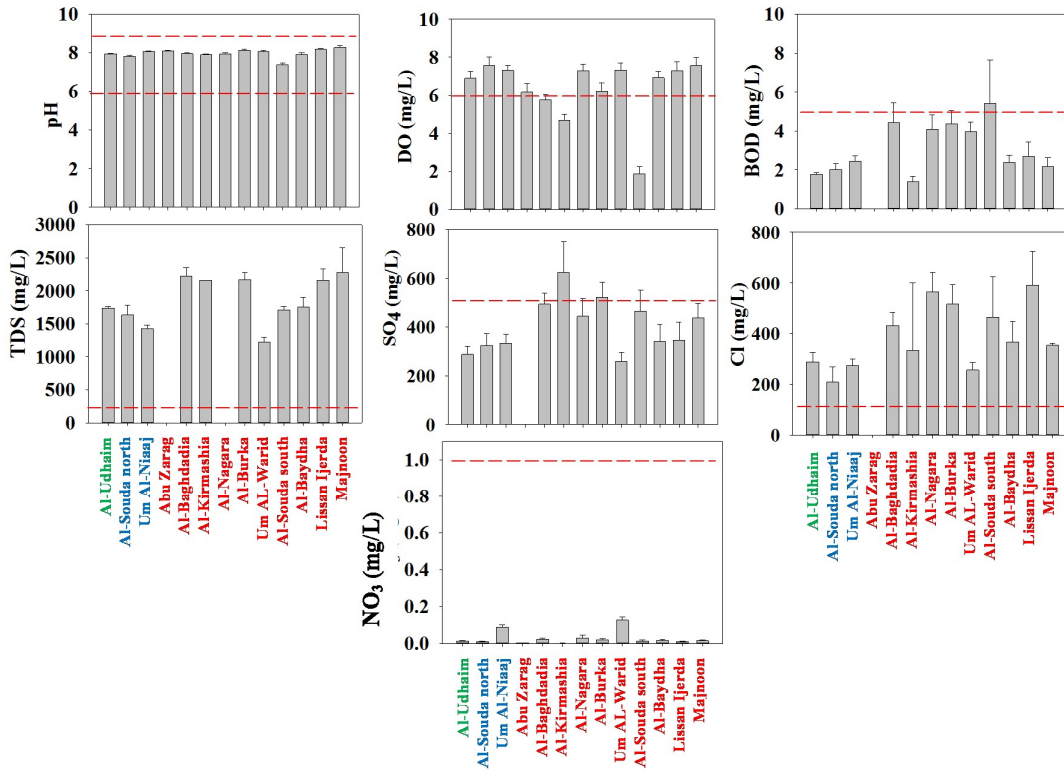 10
8
6
4
2
0
pH
10
8
6
4
2
0
DO (mg/L)
10
8
6
4
2
0
BOD (mg/L)
3000
2500
2000
1500
1000
500
0
TDS (mg/L)
Al-Udhaim
Al-Souda north
Um Al-Niaaj
Abu Zarag
Al-Baghdadia
Al-Kirmashia
Al-Nagara
Al-Burka
Um AL-Warid
Al-Souda south
Al-Baydha
Lissan Ijerda
Majnoon
800
600
400
200
0
SO4 (mg/L)
800
600
400
200
0
Cl (mg/L)
Al-Udhaim
Al-Souda north
Um Al-Niaaj
Abu Zarag
Al-Baghdadia
Al-Kirmashia
Al-Nagara
Al-Burka
Um AL-Warid
Al-Souda south
Al-Baydha
Lissan Ijerda
Majnoon
1.0
0.8
0.6
0.4
0.2
0.0
NO3 (mg/L)
Al-Udhaim
Al-Souda north
Um Al-Niaaj
Abu Zarag
Al-Baghdadia
Al-Kirmashia
Al-Nagara
Al-Burka
Um AL-Warid
Al-Souda south
Al-Baydha
Lissan Ijerda
Majnoon